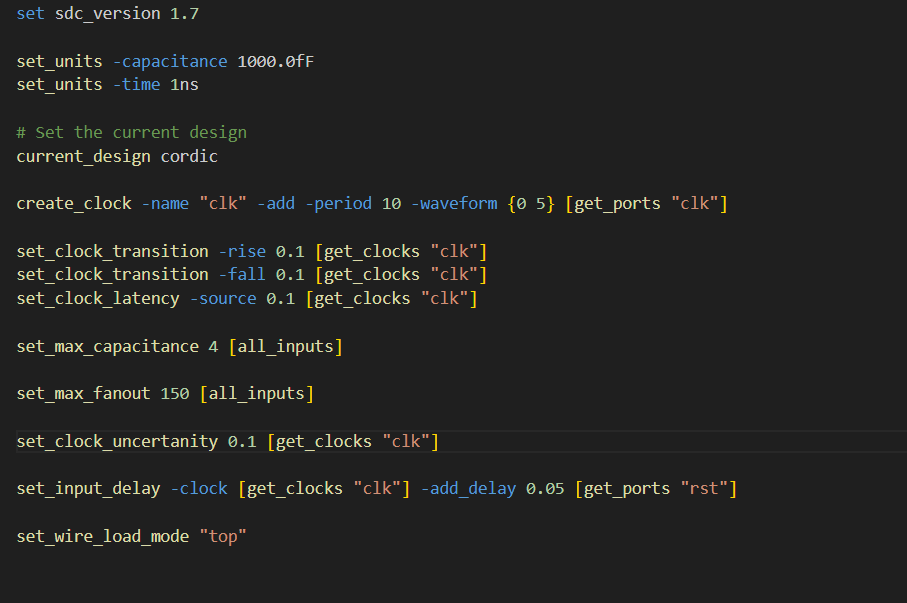 set sdc_version 1.7
set_units -capacitance 1000.0fF
set_units -time 1ns
# Set the current design
current_design cordic
create_clock -name "clk" -add -period 10 -waveform {0 5} [get_ports "clk"]
set_clock_transition -rise 0.1 [get_clocks "clk"]
set_clock_transition -fall 0.1 [get_clocks "clk"]
set_clock_latency -source 0.1 [get_clocks "clk"]
set_max_capacitance 4 [all_inputs]
set_max_fanout 150 [all_inputs]
set_clock_uncertanity 0.1 [get_clocks "clk"]
set_input_delay -clock [get_clocks "clk"] -add_delay 0.05 [get_ports "rst"]
set_wire_load_mode "top"